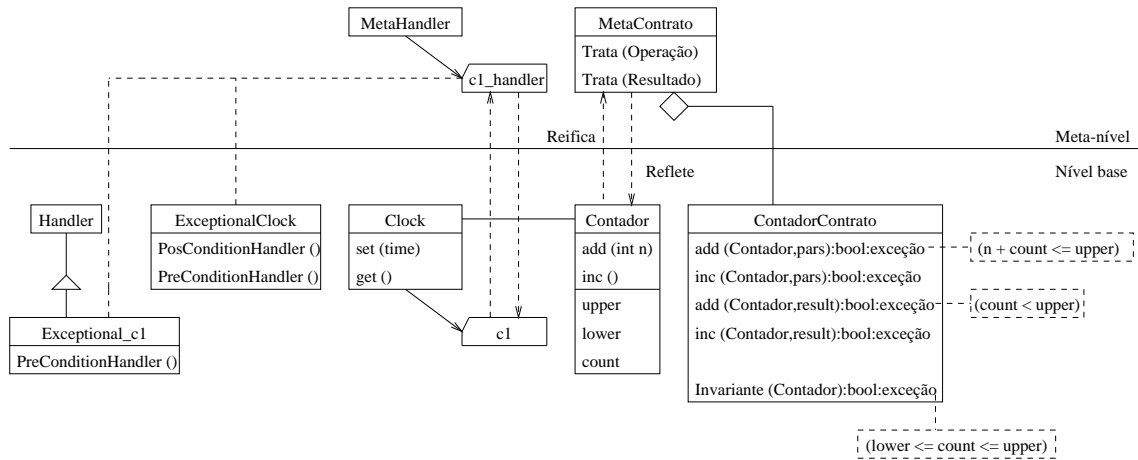 MetaHandler
MetaContrato
Trata (Operação)
Trata (Resultado)
c1_handler
Reifica
Meta-nível
Reflete
Nível base
Handler
ExceptionalClock
PosConditionHandler ()
PreConditionHandler ()
Clock
set (time)
get ()
Contador
add (int n)
inc ()
upper
lower
count
ContadorContrato
add (Contador,pars):bool:exceção
inc (Contador,pars):bool:exceção
add (Contador,result):bool:exceção
inc (Contador,result):bool:exceção
Invariante (Contador):bool:exceção
(n + count <= upper)
(count < upper)
Exceptional_c1
PreConditionHandler ()
c1
(lower <= count <= upper)